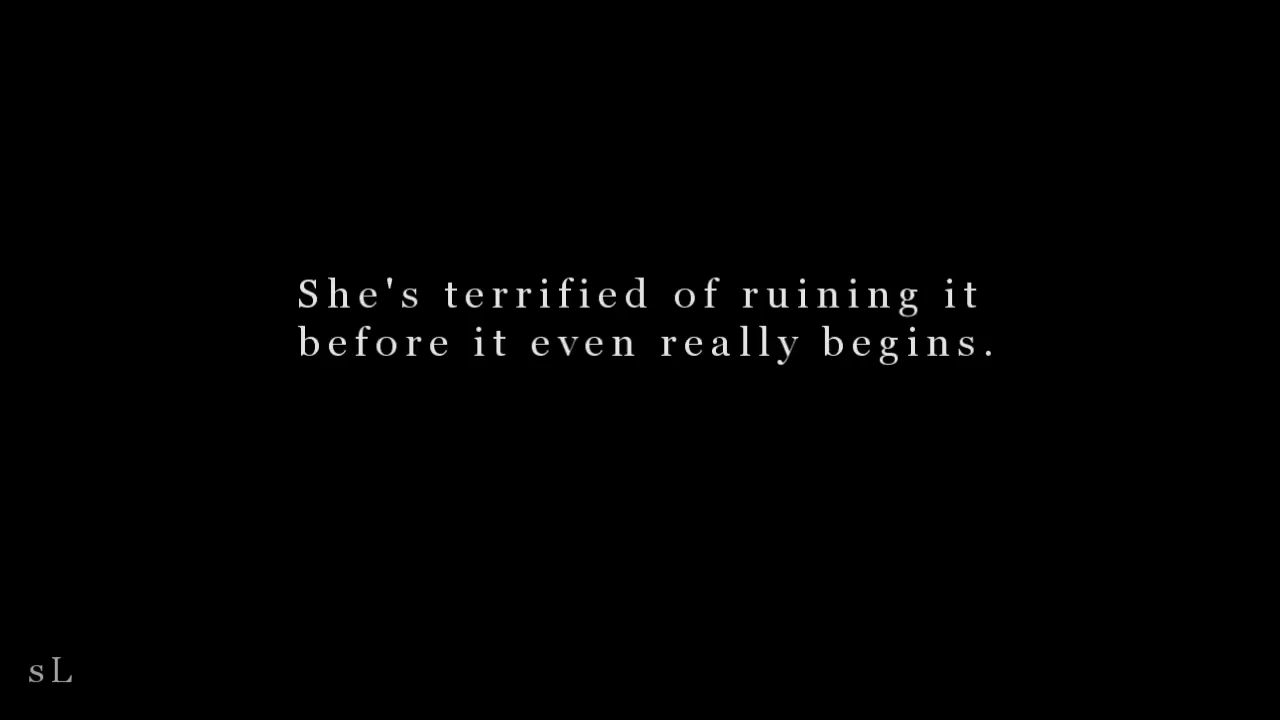 She's terrified of ruining it
before it even really begins.
sL